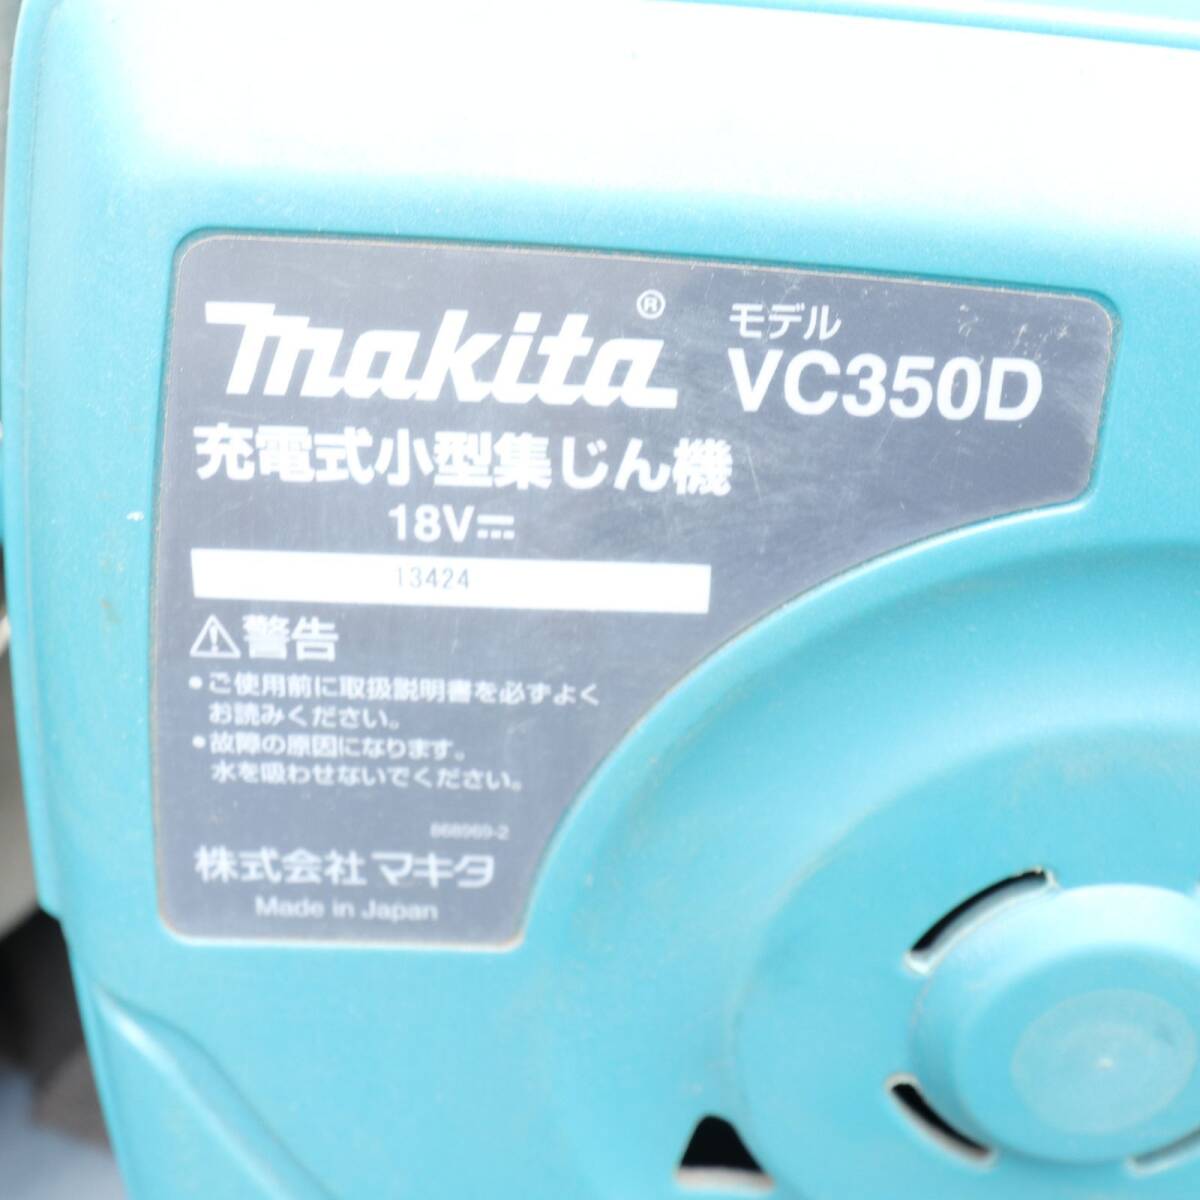 makita®
モデル
VC350D
充電式小型集じん機
18V⎓
13424
⚠警告
•ご使用前に取扱説明書を必ずよく
お読みください。
•故障の原因になります。
水を吸わせないでください。
868969-2
株式会社マキタ
Made in Japan